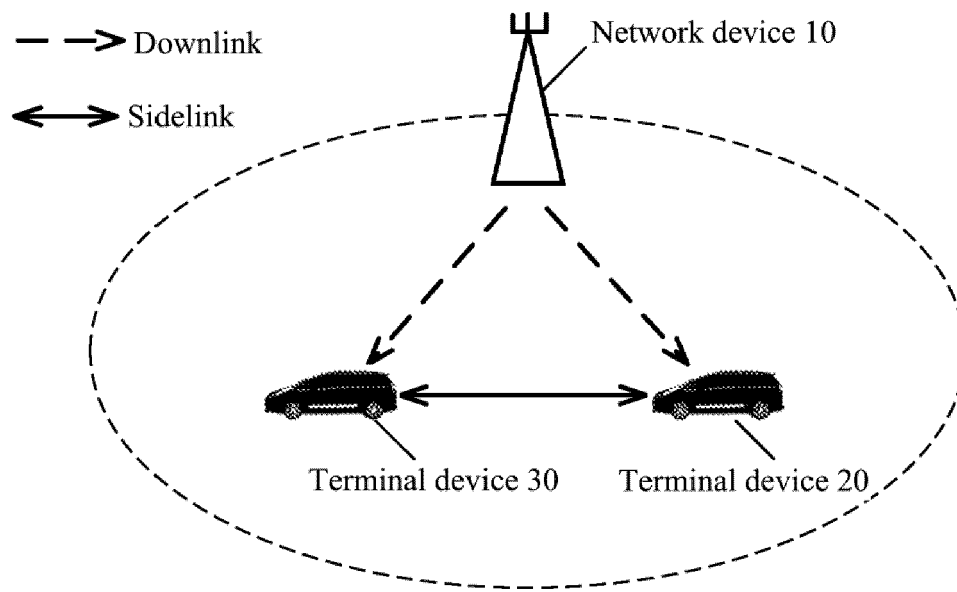 Downlink
Network device 10
Sidelink
Terminal device 30
Terminal device 20